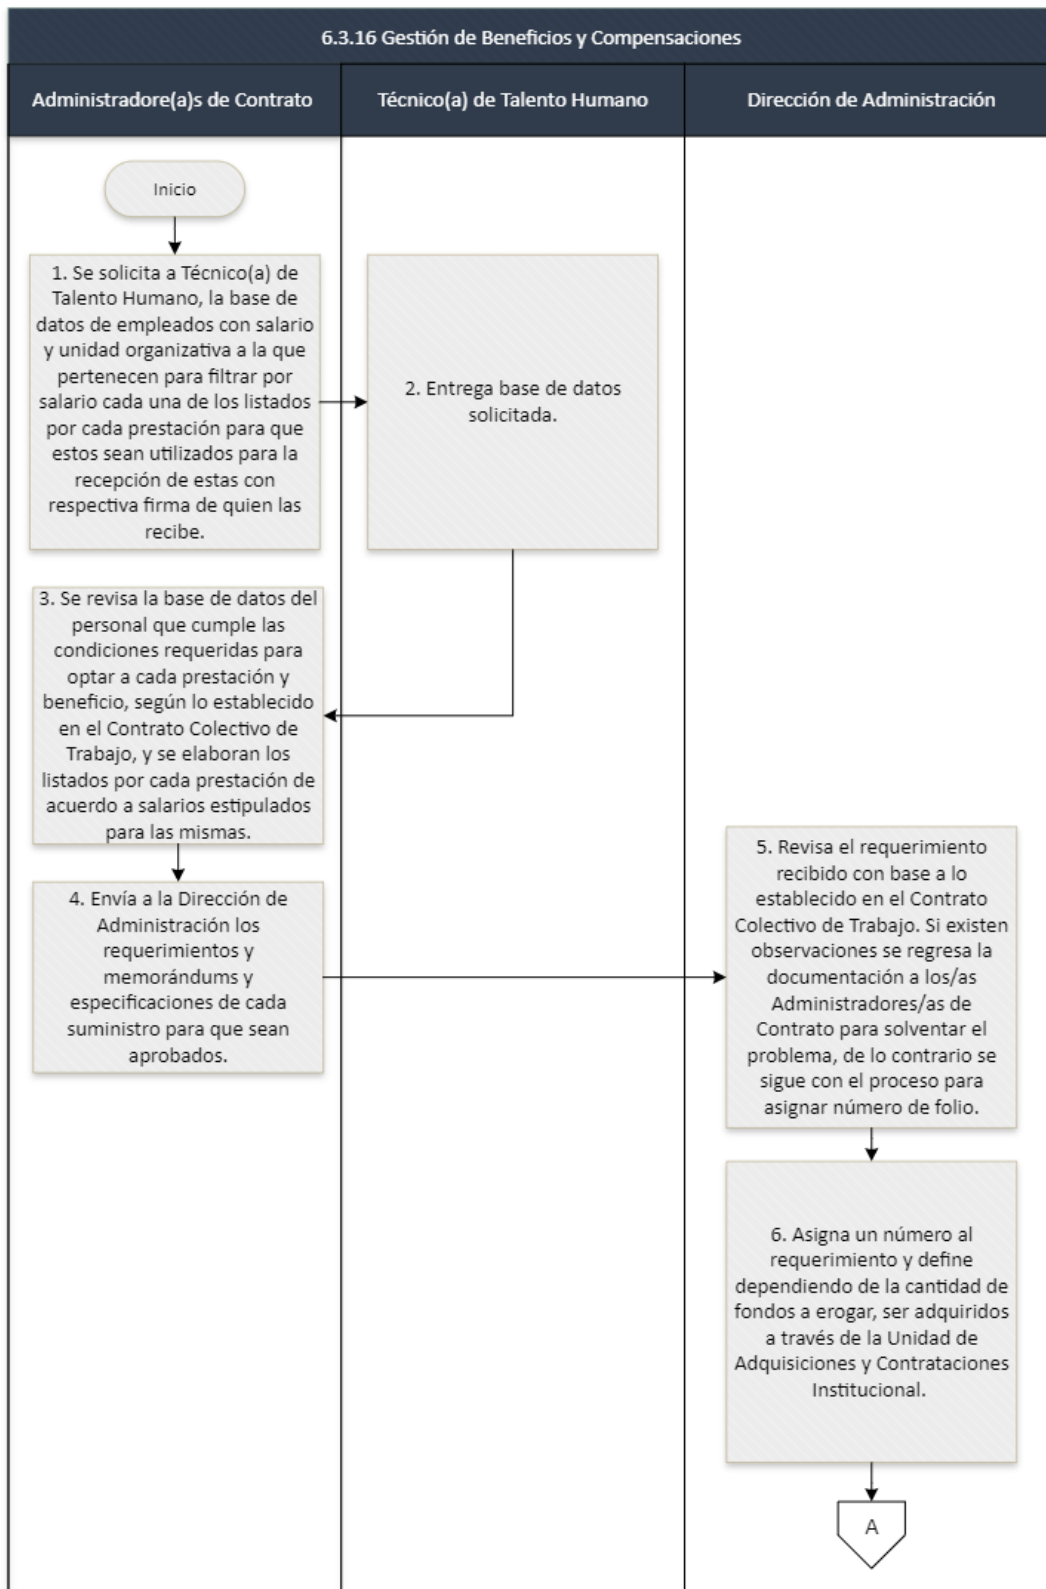 6.3.16 Gestión de Beneficios y Compensaciones
Administradore(a)s de Contrato
Técnico(a) de Talento Humano
Dirección de Administración
Inicio
1. Se solicita a Técnico(a) de
Talento Humano, la base de
datos de empleados con salario
y unidad organizativa a la que
pertenecen para filtrar por
salario cada una de los listados
por cada prestación para que
estos sean utilizados para la
recepción de estas con
respectiva firma de quien las
recibe.
2. Entrega base de datos
solicitada.
3. Se revisa la base de datos del
personal que cumple las
condiciones requeridas para
optar a cada prestación y
beneficio, según lo establecido
en el Contrato Colectivo de
Trabajo, y se elaboran los
listados por cada prestación de
acuerdo a salarios estipulados
para las mismas.
4. Envía a la Dirección de
Administración los
requerimientos y
memorándums y
especificaciones de cada
suministro para que sean
aprobados.
5. Revisa el requerimiento
recibido con base a lo
establecido en el Contrato
Colectivo de Trabajo. Si existen
observaciones se regresa la
documentación a los/as
Administradores/as de
Contrato para solventar el
problema, de lo contrario se
sigue con el proceso para
asignar número de folio.
6. Asigna un número al
requerimiento y define
dependiendo de la cantidad de
fondos a erogar, ser adquiridos
a través de la Unidad de
Adquisiciones y Contrataciones
Institucional.
A